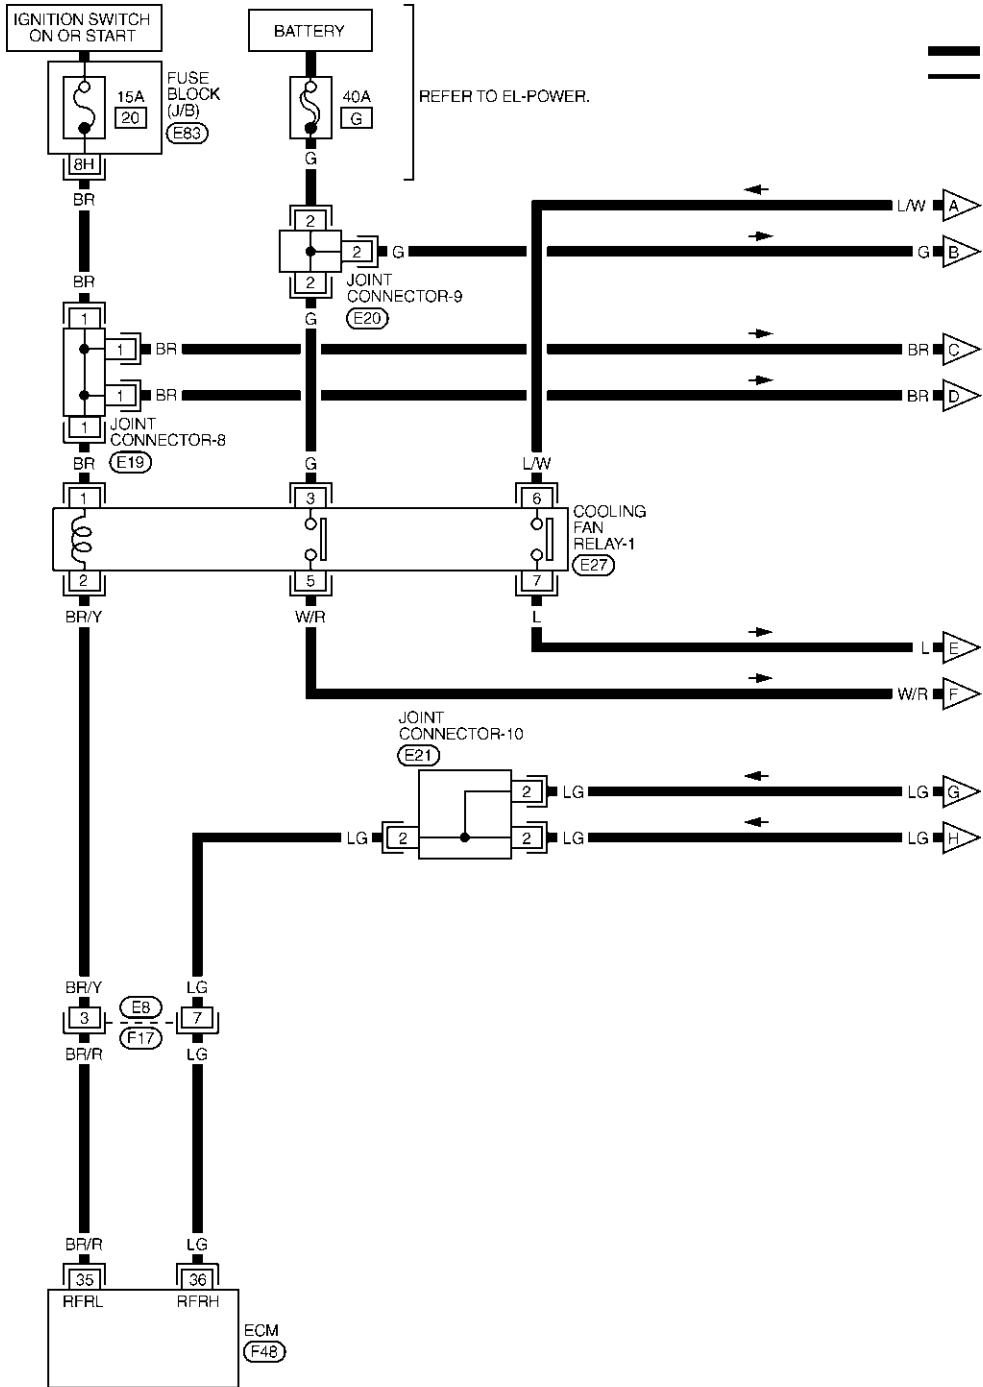 IGNITION SWITCH
ON OR START
BATTERY
FUSE
BLOCK
(J/B)
E83
15A
20
40A
G
REFER TO EL-POWER.
8H
G
BR
2
L/W
A
2
G
G
B
BR
2
JOINT
CONNECTOR-9
E20
1
G
1
BR
BR
C
1
BR
BR
D
1
JOINT
CONNECTOR-8
E19
BR
G
L/W
1
3
6
COOLING
FAN
RELAY-1
E27
2
5
7
BR/Y
W/R
L
L
E
W/R
F
JOINT
CONNECTOR-10
E21
2
LG
LG
G
LG
2
2
LG
LG
H
BR/Y
LG
3
E8
F17
7
BR/R
LG
BR/R
LG
35
36
RFRL
RFRH
ECM
F48